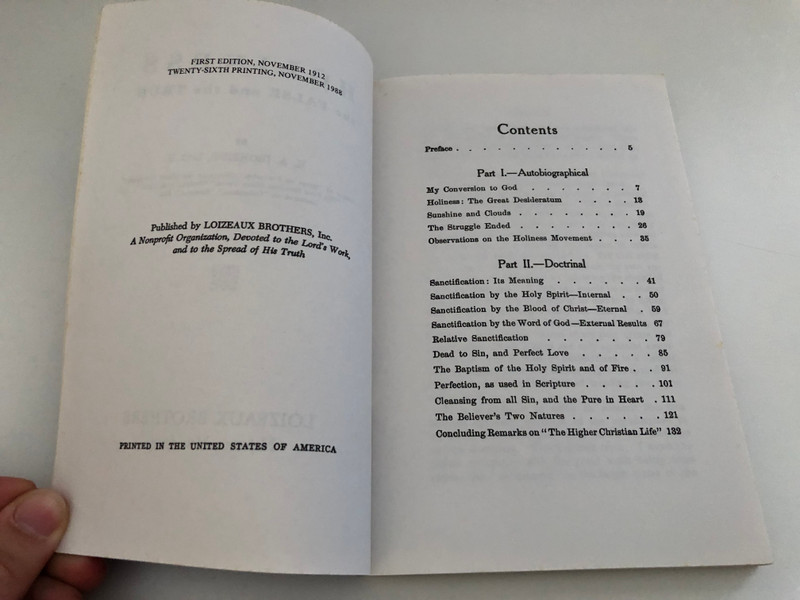 FIRST EDITION, NOVEMBER 1912
TWENTY-SIXTH PRINTING, NOVEMBER 1988
Published by LOIZEAUX BROTHERS, Inc.
A Nonprofit Organization, Devoted to the Lord's Work,
and to the Spread of His Truth
LOIZEAUX BROTHERS
PRINTED IN THE UNITED STATES OF AMERICA
Contents
Preface . . . . . . . . . . . . 5
Part I.—Autobiographical
My Conversion to God . . . . . . . 7
Holiness: The Great Desideratum . . . . 13
Sunshine and Clouds . . . . . . . . 19
The Struggle Ended . . . . . . . . 26
Observations on the Holiness Movement . . . 35
Part II.—Doctrinal
Sanctification: Its Meaning . . . . . . 41
Sanctification by the Holy Spirit—Internal . . 50
Sanctification by the Blood of Christ—Eternal . 59
Sanctification by the Word of God—External Results 67
Relative Sanctification . . . . . . . 79
Dead to Sin, and Perfect Love . . . . . 85
The Baptism of the Holy Spirit and of Fire . . 91
Perfection, as used in Scripture . . . . . 101
Cleansing from all Sin, and the Pure in Heart . 111
The Believer's Two Natures . . . . . . 121
Concluding Remarks on "The Higher Christian Life" 132